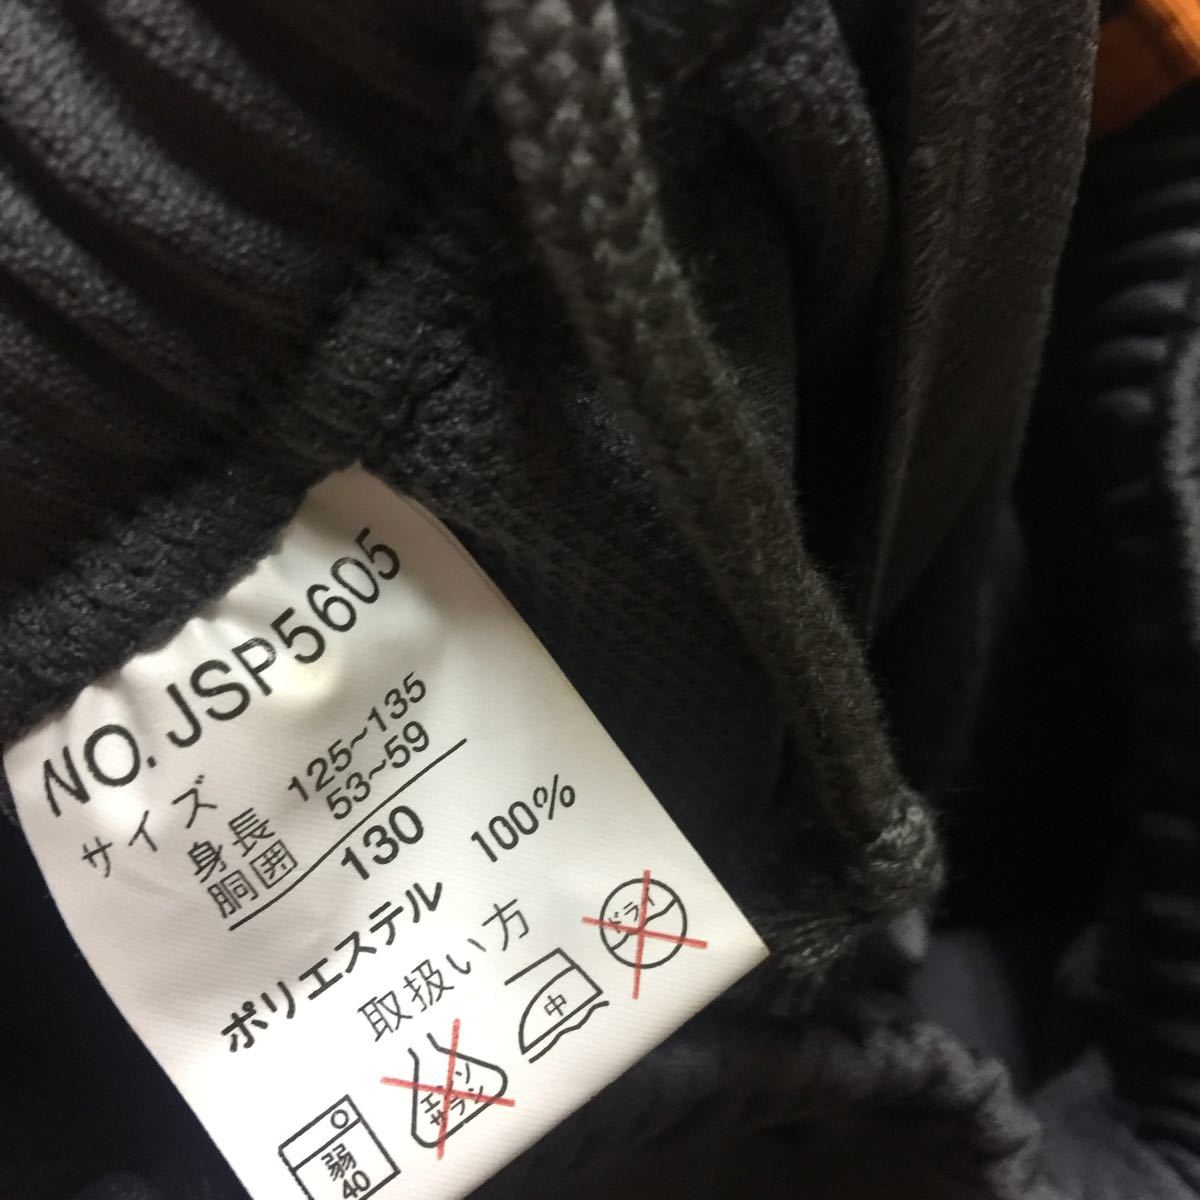 NO. JSP5605
サイズ
身長 125~135
胴囲 53~59
130
ポリエステル 100%
取扱い方
弱
40
エンソ
サラシ
中
ドライ